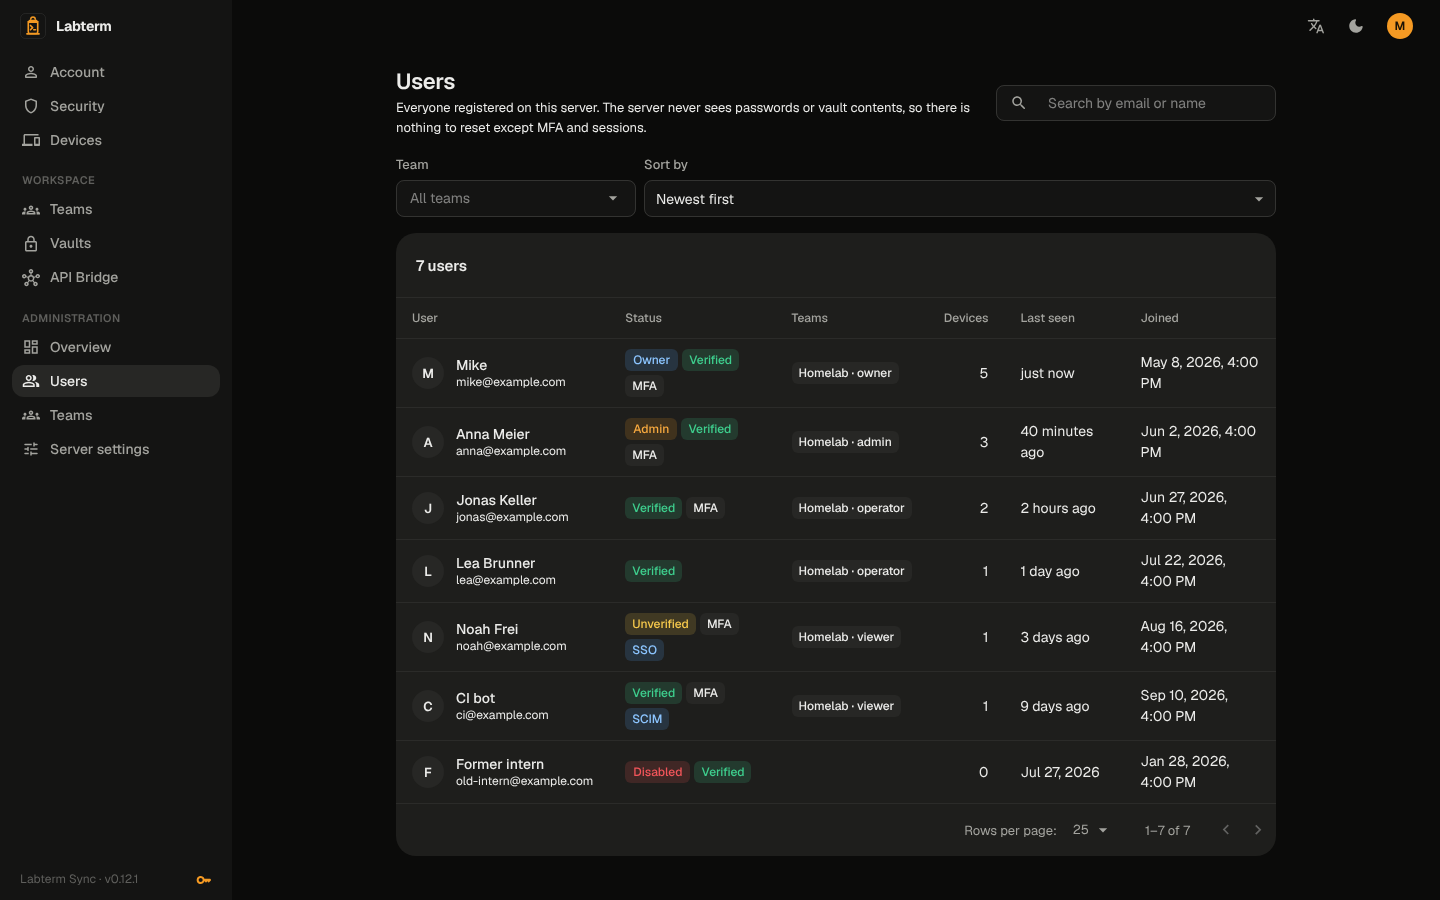 Labterm
M
Account
Security
Devices
WORKSPACE
Teams
Vaults
API Bridge
ADMINISTRATION
Overview
Users
Teams
Server settings
Labterm Sync · v0.12.1
Users
Everyone registered on this server. The server never sees passwords or vault contents, so there is
nothing to reset except MFA and sessions.
Search by email or name
Team
Sort by
All teams
Newest first
7 users
User Status Teams Devices Last seen Joined
M Mike mike@example.com Owner Verified MFA Homelab · owner 5 just now May 8, 2026, 4:00 PM
A Anna Meier anna@example.com Admin Verified MFA Homelab · admin 3 40 minutes ago Jun 2, 2026, 4:00 PM
J Jonas Keller jonas@example.com Verified MFA Homelab · operator 2 2 hours ago Jun 27, 2026, 4:00 PM
L Lea Brunner lea@example.com Verified Homelab · operator 1 1 day ago Jul 22, 2026, 4:00 PM
N Noah Frei noah@example.com Unverified MFA SSO Homelab · viewer 1 3 days ago Aug 16, 2026, 4:00 PM
C CI bot ci@example.com Verified MFA SCIM Homelab · viewer 1 9 days ago Sep 10, 2026, 4:00 PM
F Former intern old-intern@example.com Disabled Verified 0 Jul 27, 2026 Jan 28, 2026, 4:00 PM
Rows per page: 25 1–7 of 7